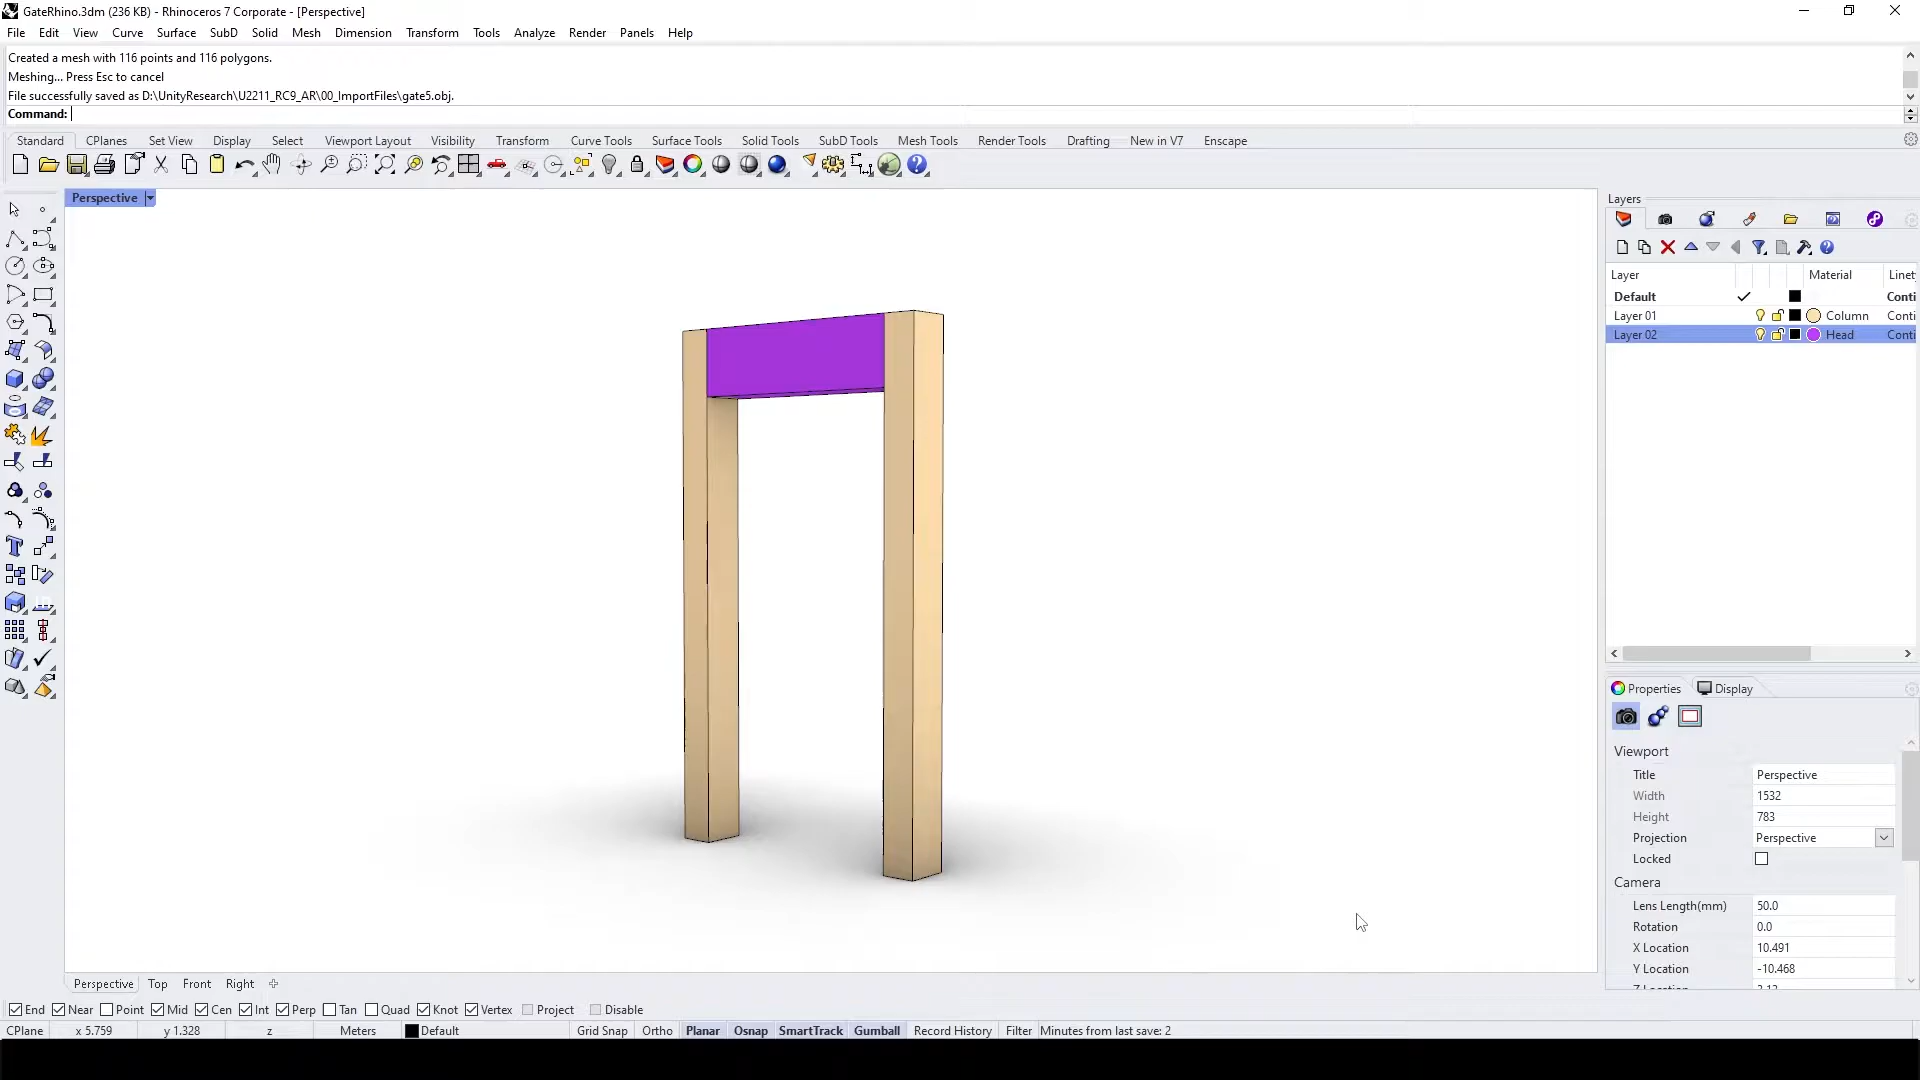 GateRhino.3dm (236 KB) - Rhinoceros 7 Corporate - [Perspective]
File Edit View Curve Surface SubD Solid Mesh Dimension Transform Tools Analyze Render Panels Help
Created a mesh with 116 points and 116 polygons.
Meshing... Press Esc to cancel
File successfully saved as D:\UnityResearch\U2211_RC9_AR\00_ImportFiles\gate5.obj.
Command:
Standard CPlanes Set View Display Select Viewport Layout Visibility Transform Curve Tools Surface Tools Solid Tools SubD Tools Mesh Tools Render Tools Drafting New in V7 Enscape
Perspective
Layers
Layer Material Linet
Default Conti
Layer 01 Column Conti
Layer 02 Head Conti
Properties Display
Viewport
Title Perspective
Width 1532
Height 783
Projection Perspective
Locked
Camera
Lens Length(mm) 50.0
Rotation 0.0
X Location 10.491
Y Location -10.468
Perspective Top Front Right
End Near Point Mid Cen Int Perp Tan Quad Knot Vertex Project Disable
CPlane x 5.759 y 1.328 z Meters Default Grid Snap Ortho Planar Osnap SmartTrack Gumball Record History Filter Minutes from last save: 2